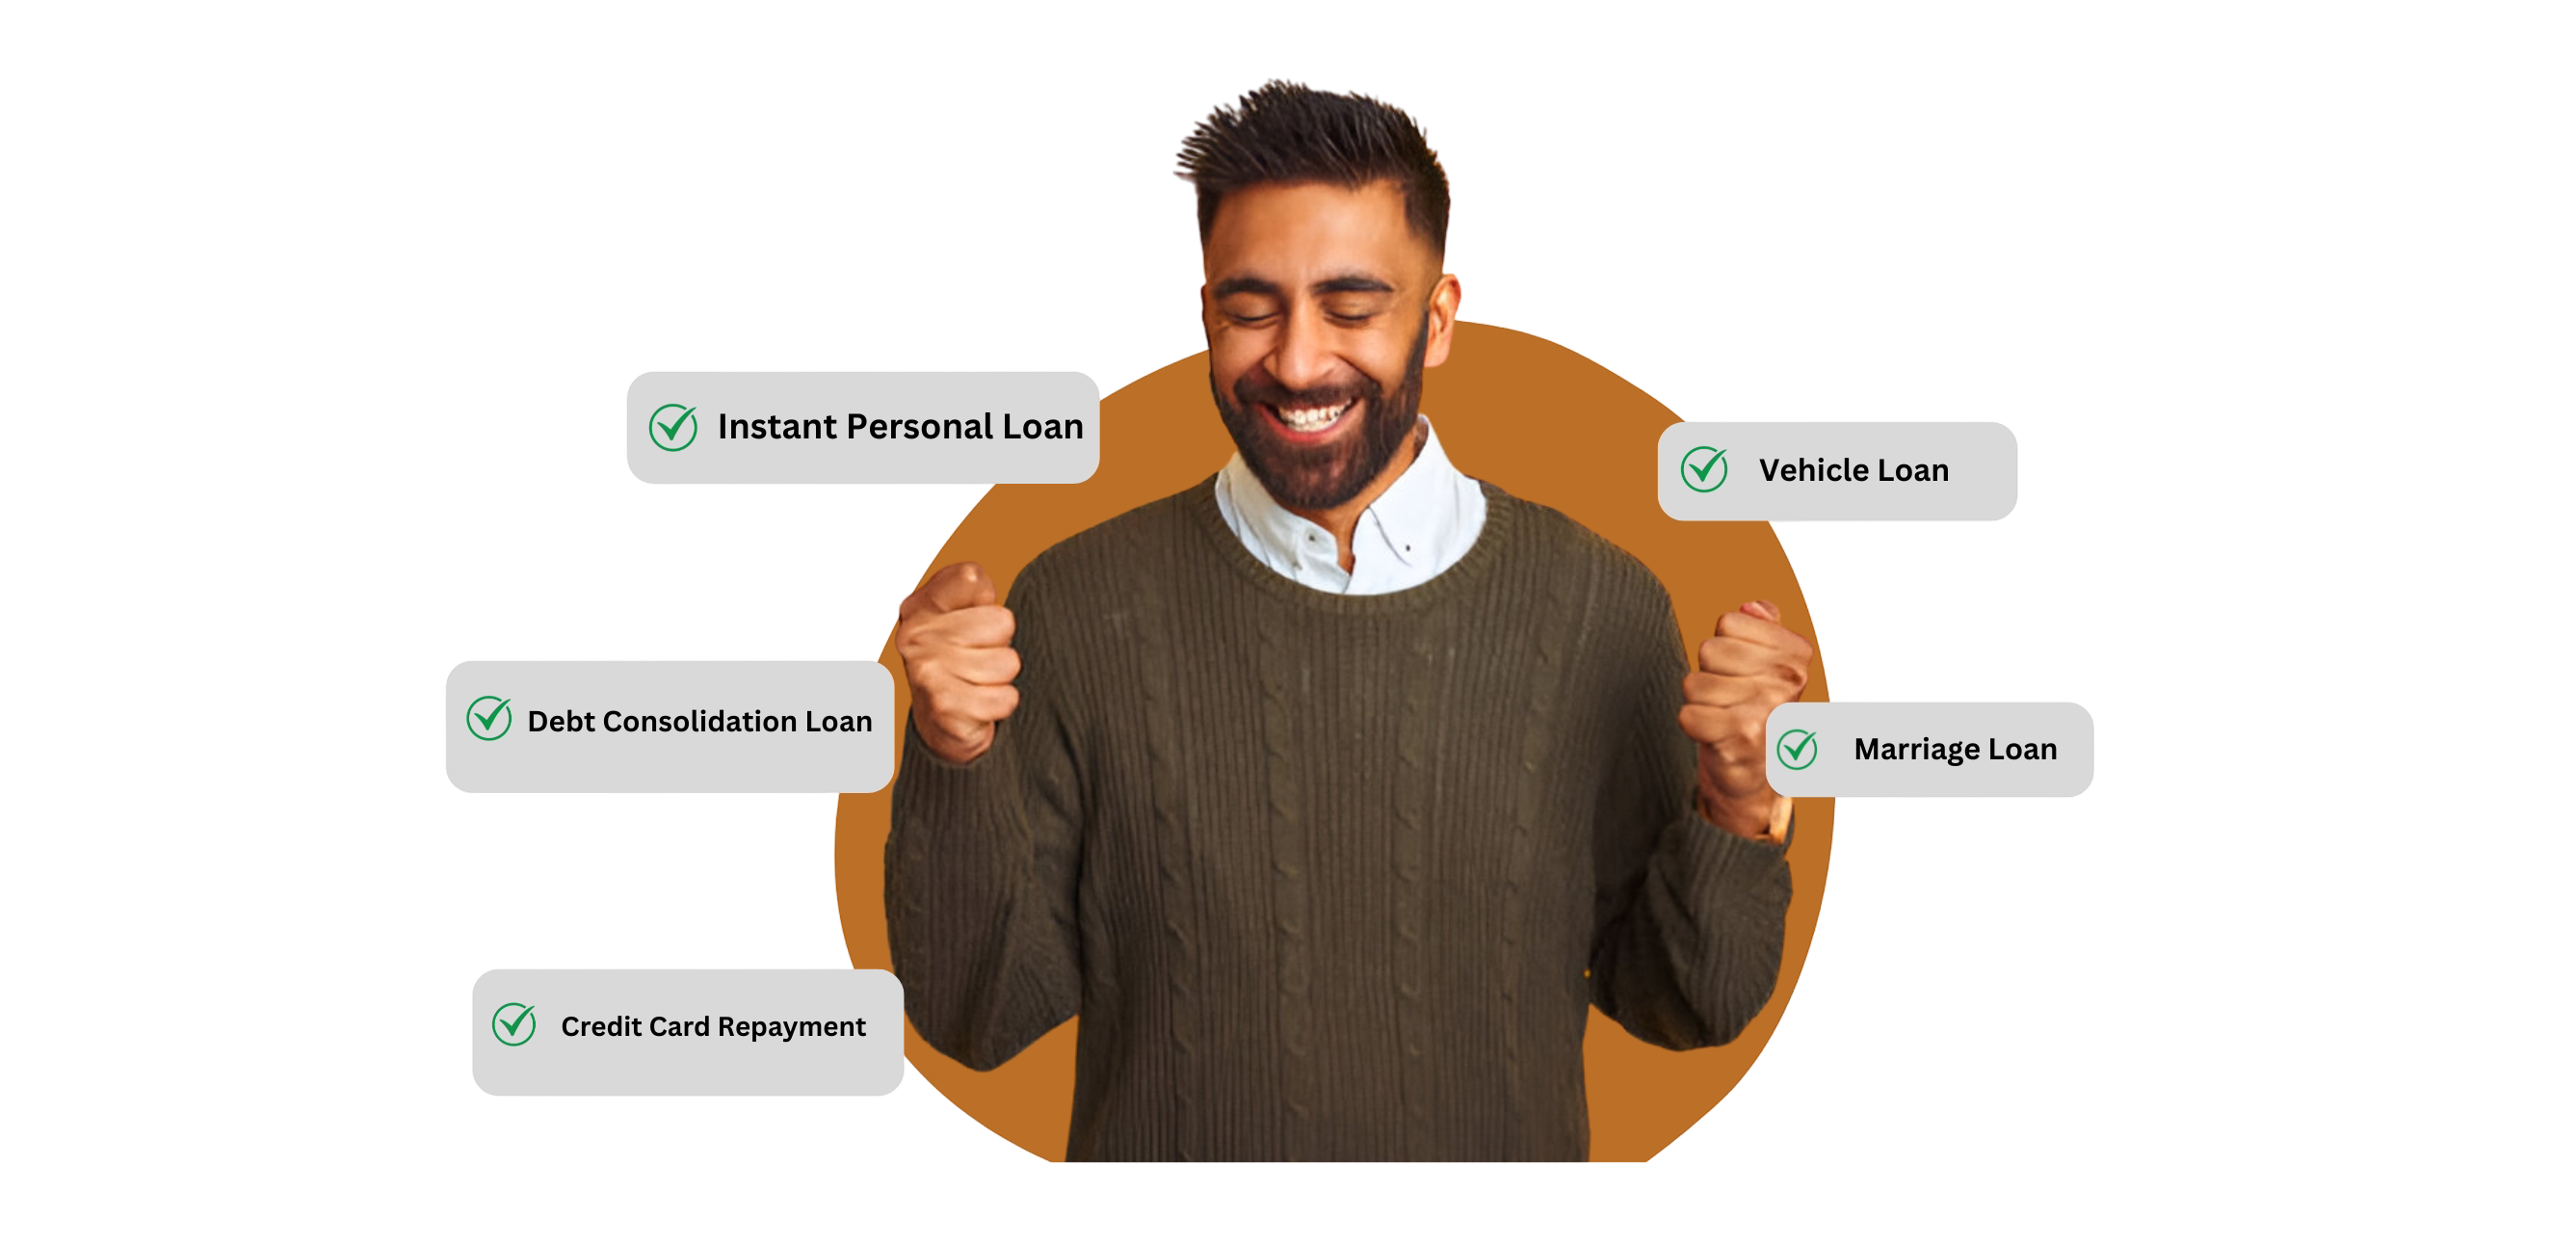 Instant Personal Loan
Vehicle Loan
Debt Consolidation Loan
Marriage Loan
Credit Card Repayment